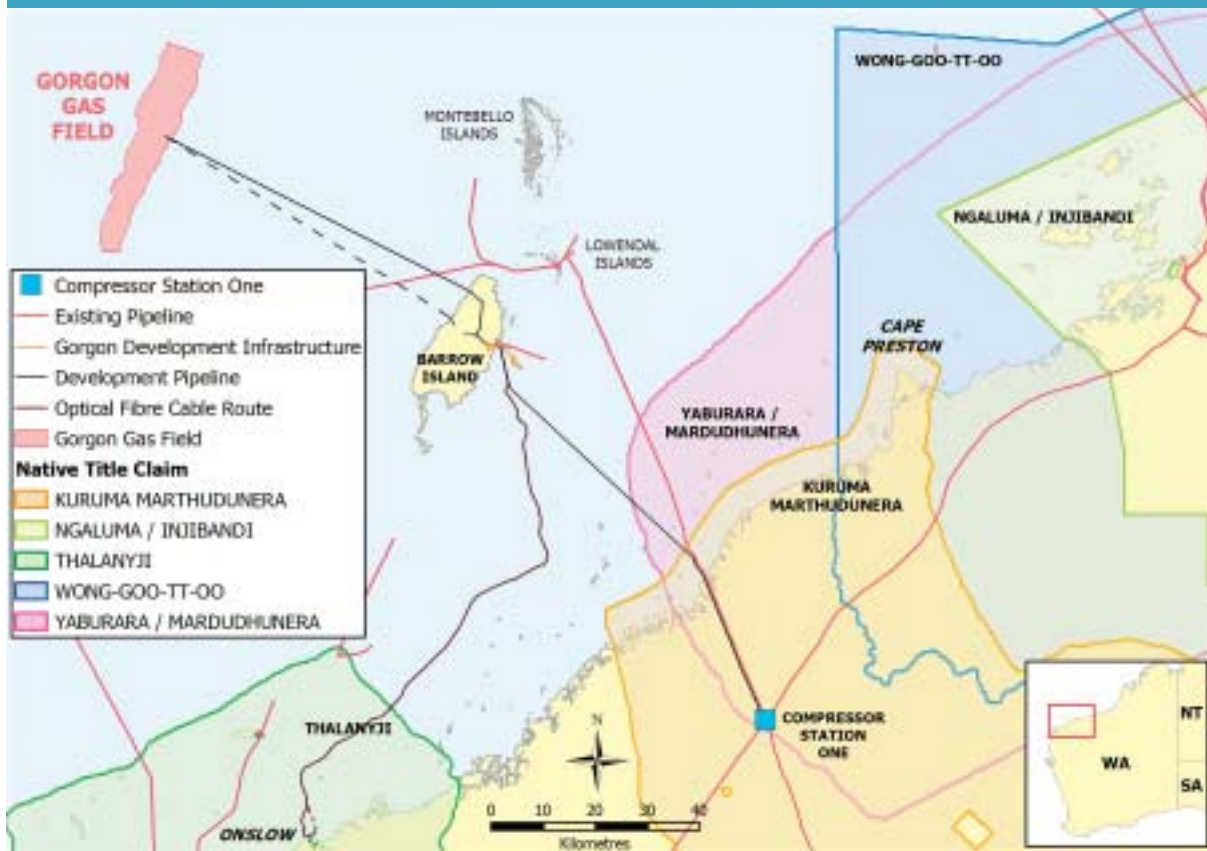 GORGON
GAS
FIELD
MONTEBELLO
ISLANDS
WONG-GOO-TT-OO
NGALUMA / INJIBANDI
LOWENDAL
ISLANDS
CAPE
PRESTON
BARROW
ISLAND
YABURARA /
MARDUDHUNERA
KURUMA
MARTHUDUNERA
Compressor Station One
Existing Pipeline
Gorgon Development Infrastructure
Development Pipeline
Optical Fibre Cable Route
Gorgon Gas Field
Native Title Claim
KURUMA MARTHUDUNERA
NGALUMA / INJIBANDI
THALANYJI
WONG-GOO-TT-OO
YABURARA / MARDUDHUNERA
THALANYJI
ONSLOW
COMPRESSOR
STATION
ONE
N
0 10 20 30 40
Kilometres
NT
WA
SA